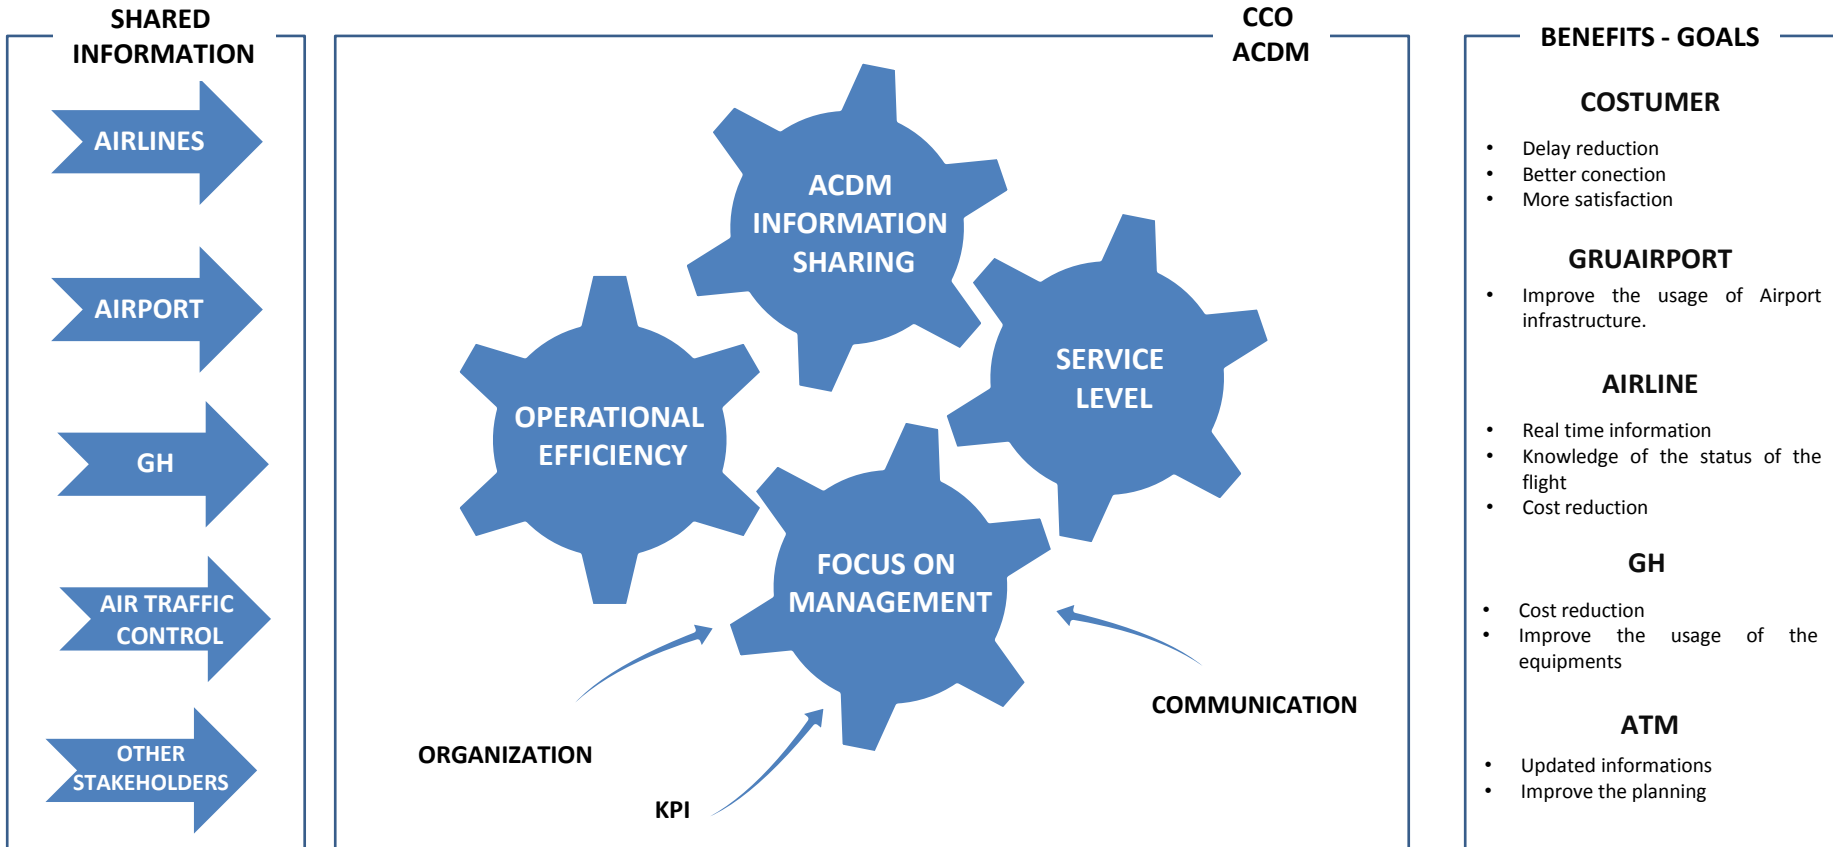 SHARED
INFORMATION
AIRLINES
AIRPORT
GH
AIR TRAFFIC
CONTROL
OTHER
STAKEHOLDERS
CCO
ACDM
ACDM
INFORMATION
SHARING
SERVICE
LEVEL
OPERATIONAL
EFFICIENCY
FOCUS ON
MANAGEMENT
ORGANIZATION
KPI
COMMUNICATION
BENEFITS - GOALS
COSTUMER
• Delay reduction
• Better conection
• More satisfaction
GRUAIRPORT
• Improve the usage of Airport
infrastructure.
AIRLINE
• Real time information
• Knowledge of the status of the
flight
• Cost reduction
GH
• Cost reduction
• Improve the usage of the
equipments
ATM
• Updated informations
• Improve the planning